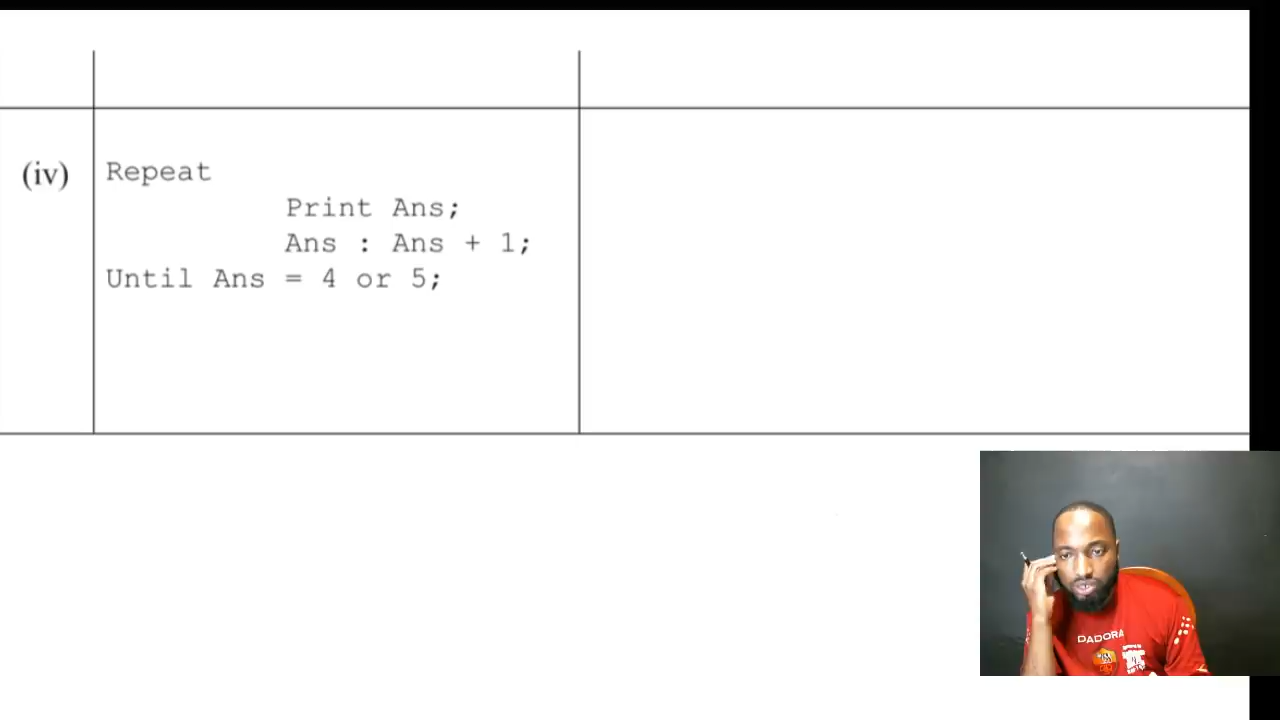 (iv)
Repeat
Print Ans;
Ans : Ans + 1;
Until Ans = 4 or 5;
DADORA